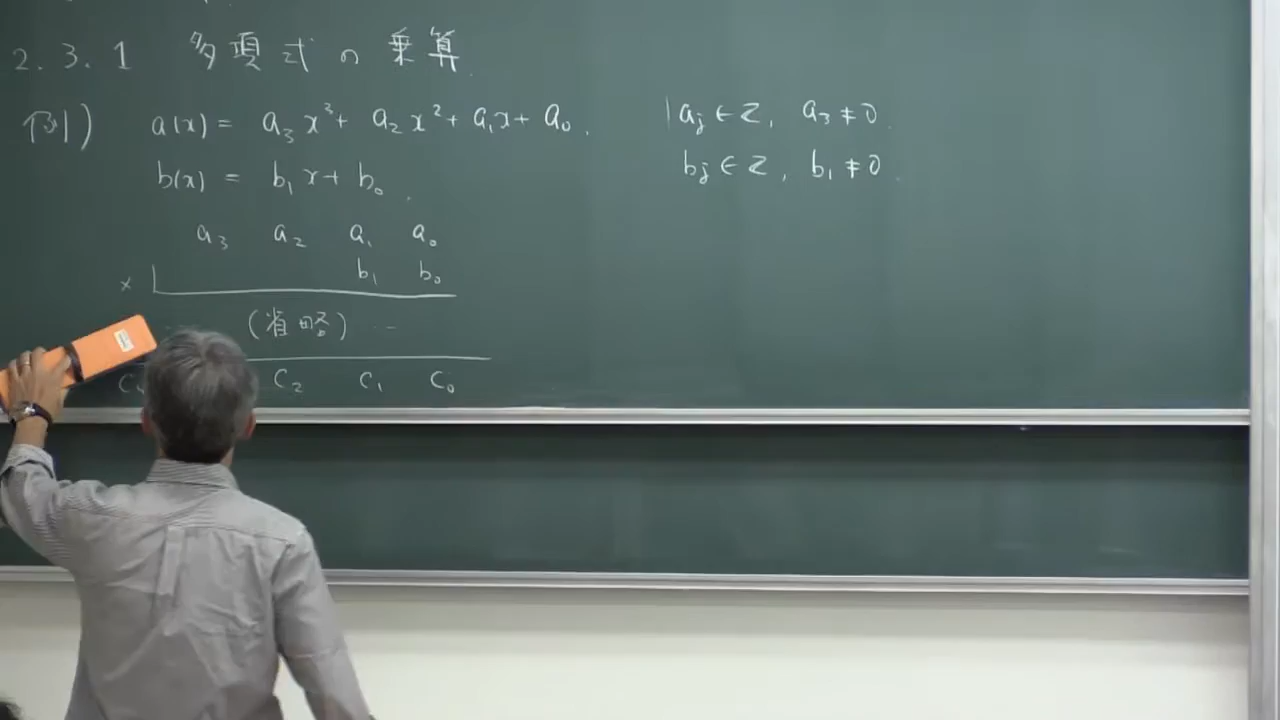 2.3.1 多項式の乗算
例) a(x) = a₃x³ + a₂x² + a₁x + a₀. | aⱼ ∈ Z, a₃ ≠ 0.
b(x) = b₁x + b₀. bⱼ ∈ Z, b₁ ≠ 0.
a₃ a₂ a₁ a₀
× b₁ b₀
(省略) ...
c₂ c₁ c₀